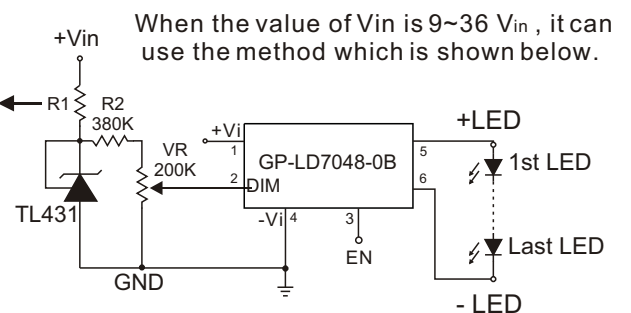 When the value of Vin is 9~36 Vin , it can
use the method which is shown below.
+Vin
R1
R2
380K
VR
200K
TL431
GND
+Vi
1
2
DIM
GP-LD7048-0B
-Vi
4
3
EN
5
6
+LED
1st LED
Last LED
- LED